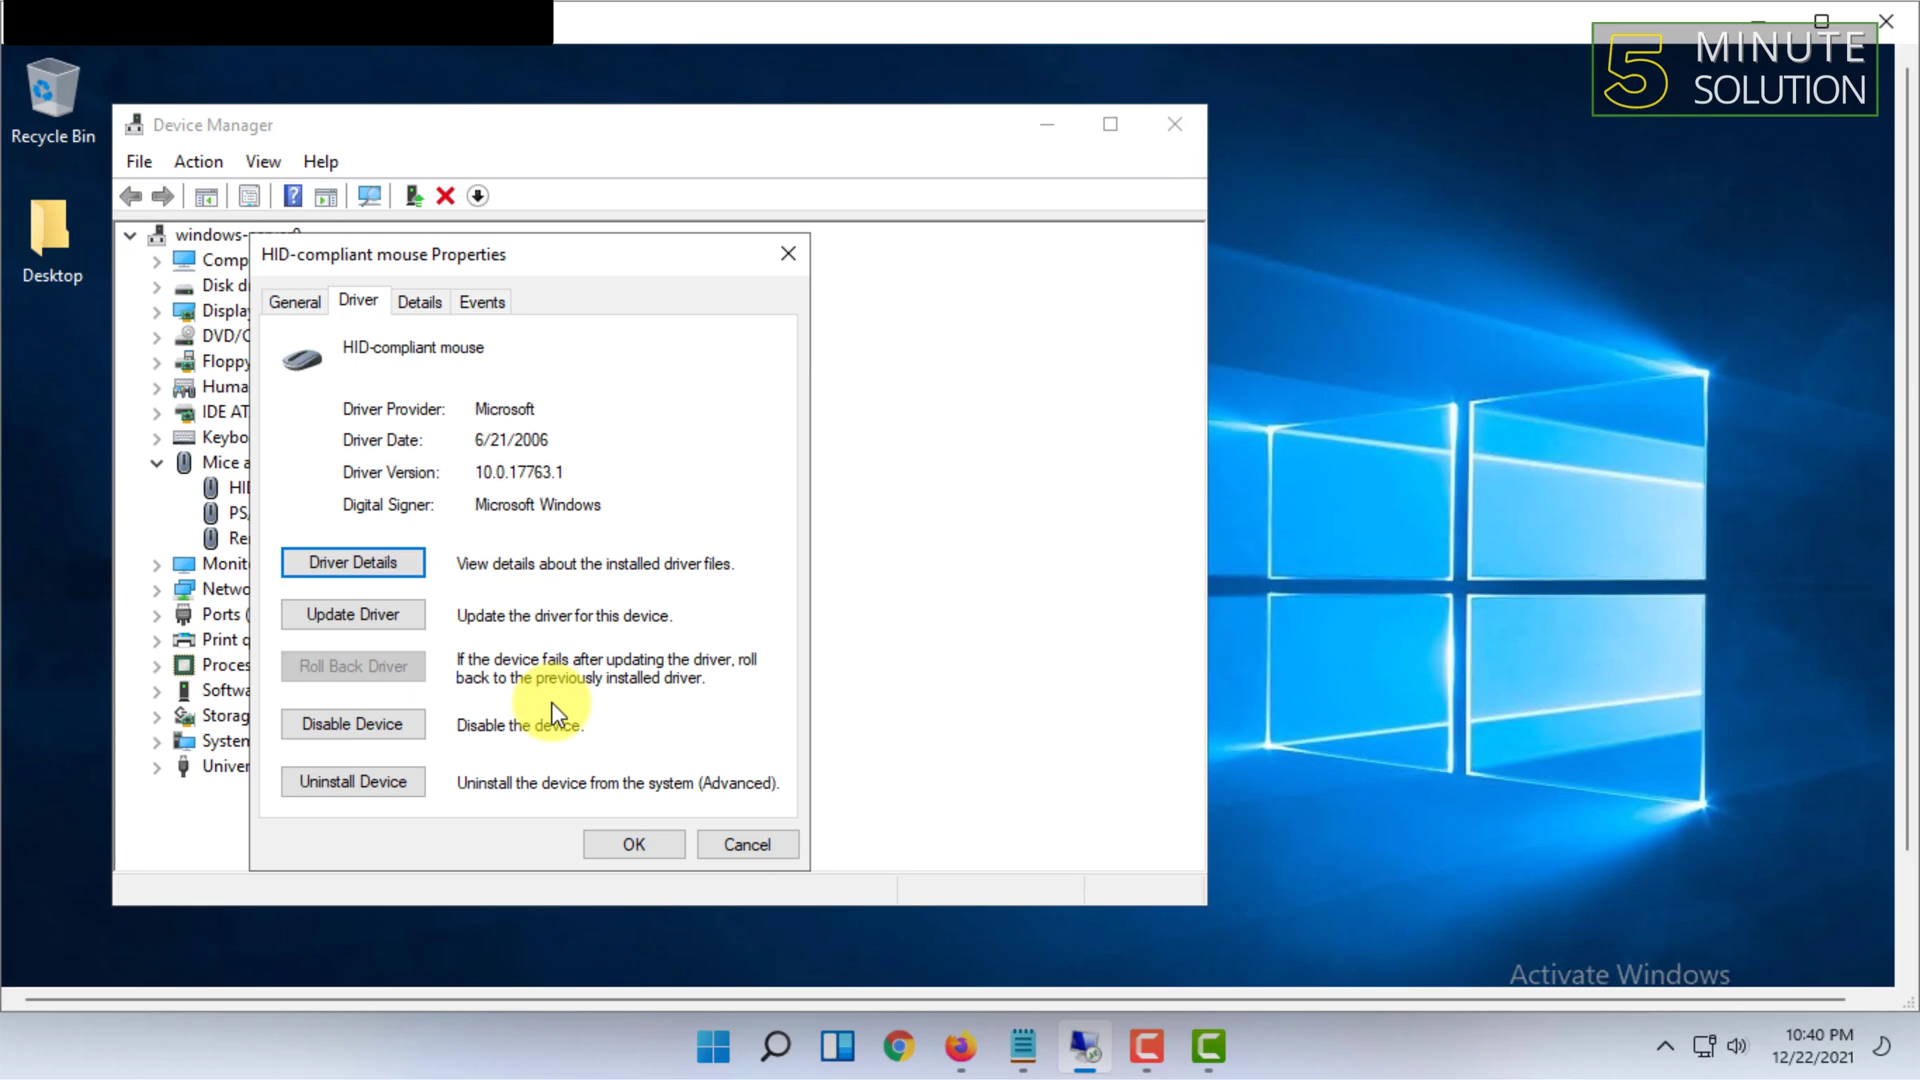 5 MINUTE
SOLUTION
Recycle Bin
Desktop
Device Manager
File Action View Help
windows-
Comp
Disk d
Display
DVD/C
Floppy
Huma
IDE AT
Keybo
Mice a
HID
PS/
Re
Monit
Netwo
Ports (
Print q
Proces
Softwa
Storag
System
Univer
HID-compliant mouse Properties
General Driver Details Events
HID-compliant mouse
Driver Provider: Microsoft
Driver Date: 6/21/2006
Driver Version: 10.0.17763.1
Digital Signer: Microsoft Windows
Driver Details View details about the installed driver files.
Update Driver Update the driver for this device.
Roll Back Driver If the device fails after updating the driver, roll
back to the previously installed driver.
Disable Device Disable the device.
Uninstall Device Uninstall the device from the system (Advanced).
OK Cancel
Activate Windows
10:40 PM
12/22/2021